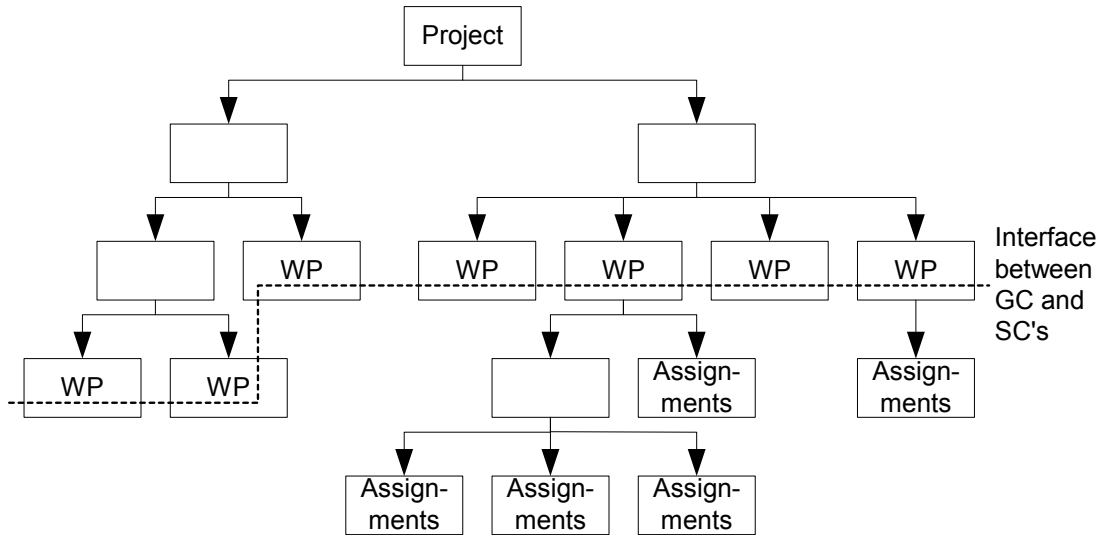 Project
WP
WP
WP
WP
WP
Interface
between
GC and
SC's
WP
WP
Assign-
ments
Assign-
ments
Assign-
ments
Assign-
ments
Assign-
ments